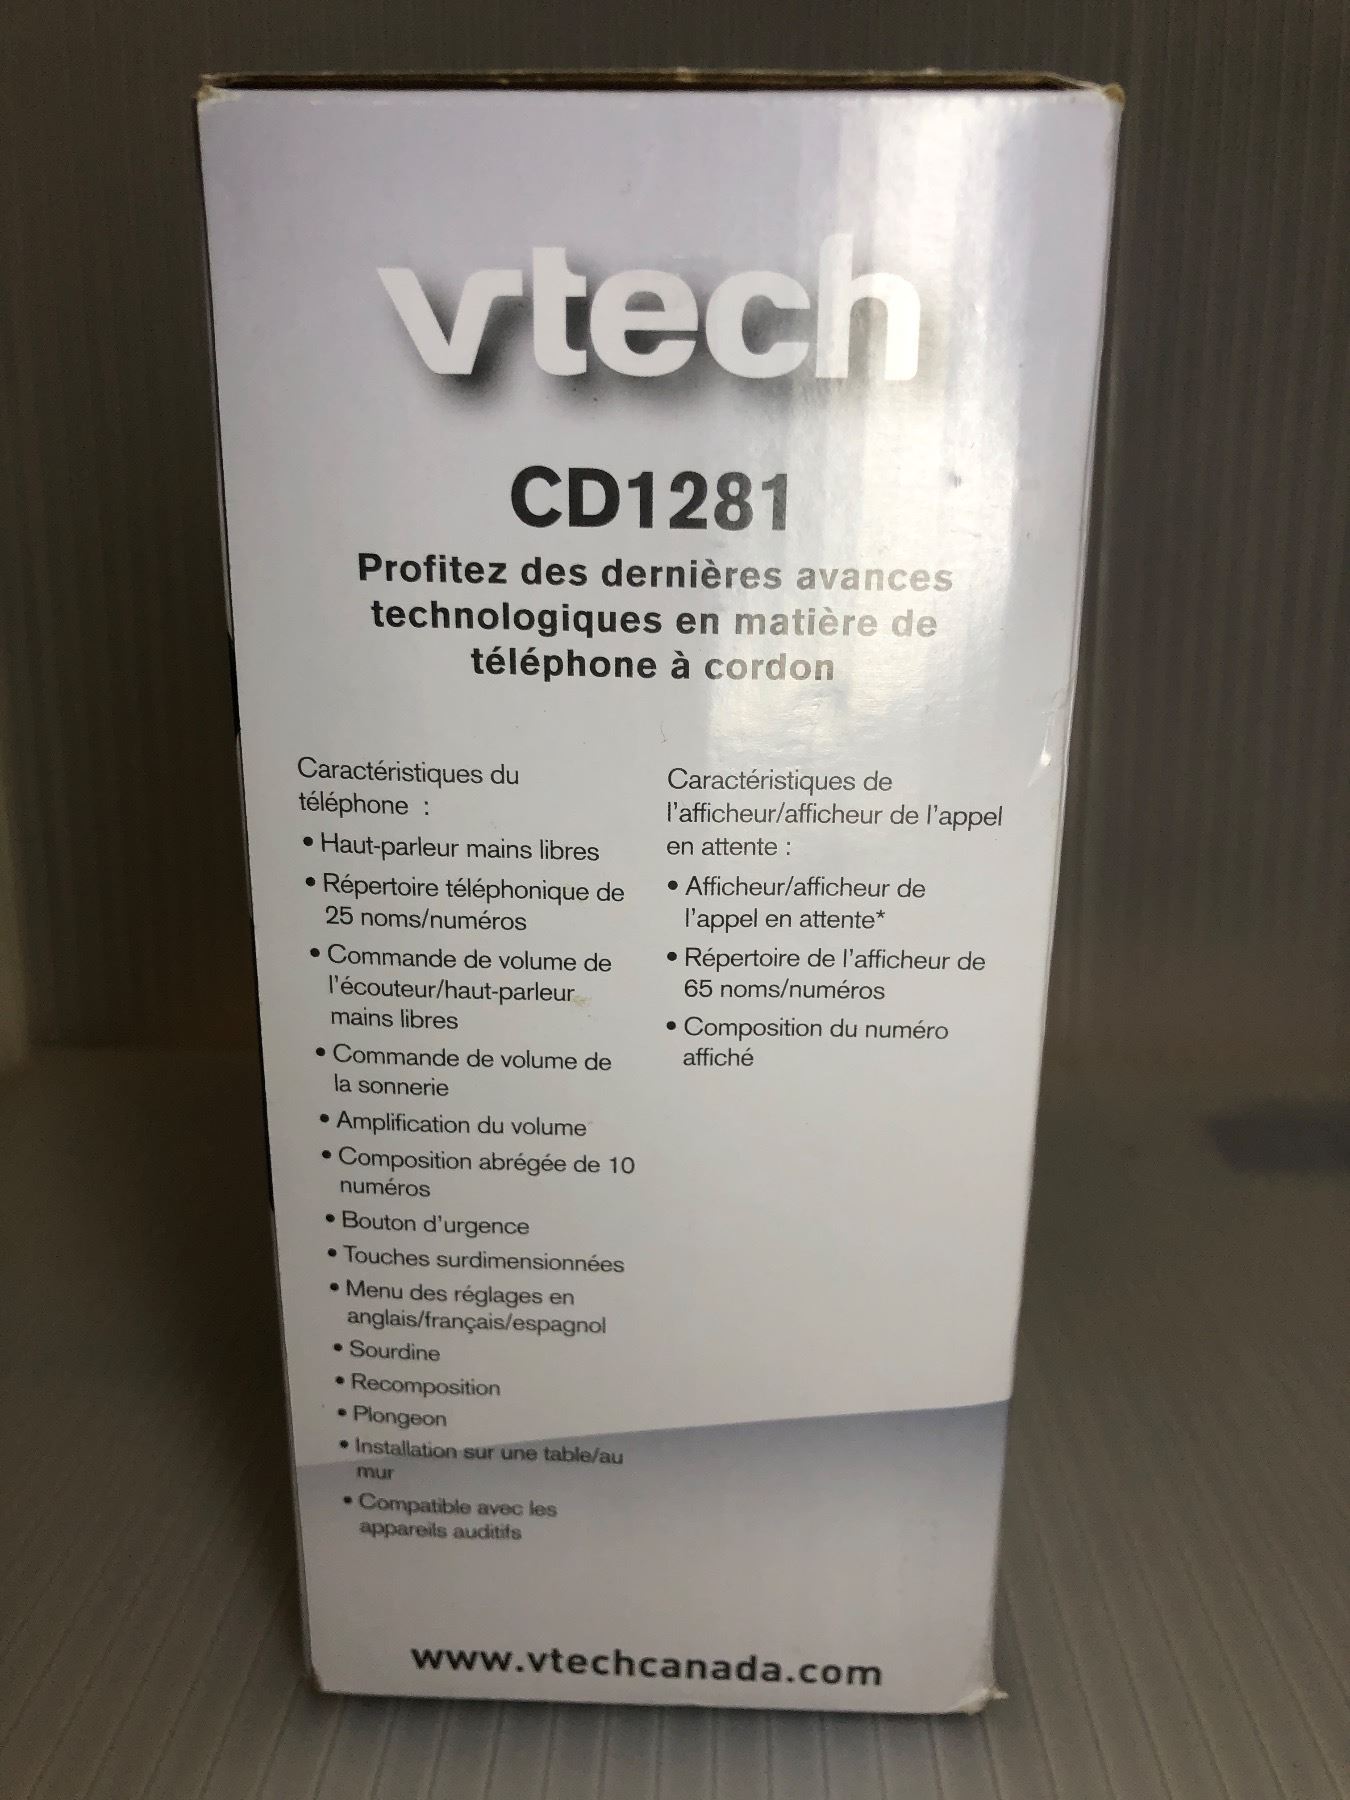 vtech
CD1281
Profitez des dernières avances
technologiques en matière de
téléphone à cordon
Caractéristiques du
téléphone :
• Haut-parleur mains libres
• Répertoire téléphonique de
25 noms/numéros
• Commande de volume de
l'écouteur/haut-parleur
mains libres
• Commande de volume de
la sonnerie
• Amplification du volume
• Composition abrégée de 10
numéros
• Bouton d'urgence
• Touches surdimensionnées
• Menu des réglages en
anglais/français/espagnol
• Sourdine
• Recomposition
• Plongeon
• Installation sur une table/au
mur
• Compatible avec les
appareils auditifs
Caractéristiques de
l'afficheur/afficheur de l'appel
en attente :
• Afficheur/afficheur de
l'appel en attente*
• Répertoire de l'afficheur de
65 noms/numéros
• Composition du numéro
affiché
www.vtechcanada.com